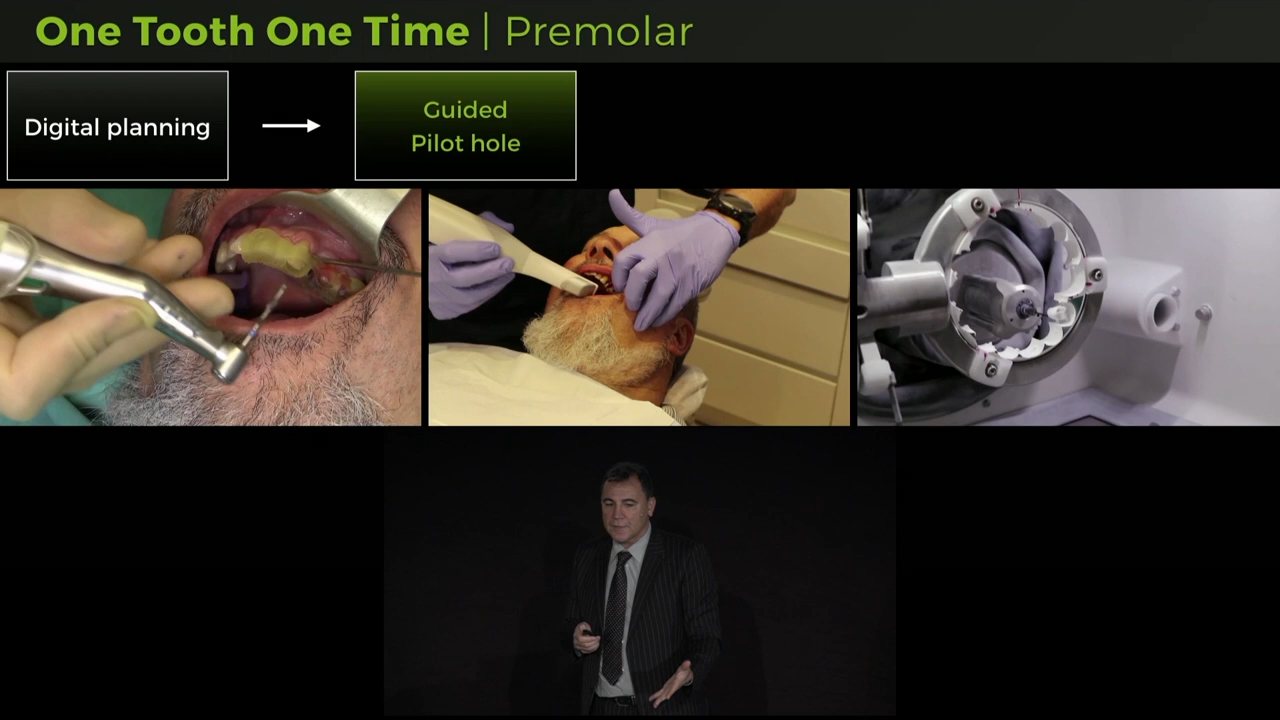 One Tooth One Time | Premolar
Digital planning
Guided
Pilot hole